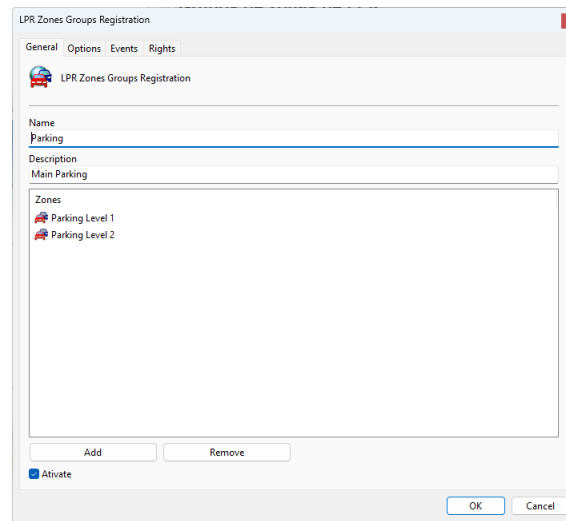 LPR Zones Groups Registration
General Options Events Rights
LPR Zones Groups Registration
Name
Parking
Description
Main Parking
Zones
Parking Level 1
Parking Level 2
Add Remove
Ativate
OK Cancel